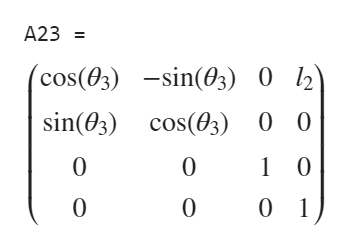 A23 =
cos(θ₃) −sin(θ₃) 0 l₂
sin(θ₃) cos(θ₃) 0 0
0 0 1 0
0 0 0 1